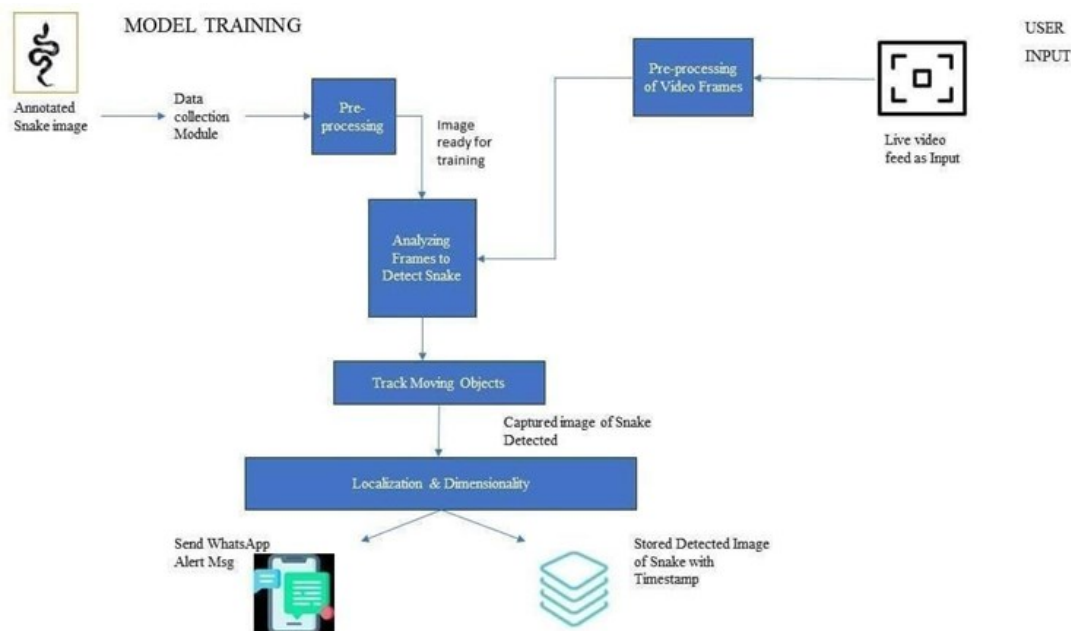 MODEL TRAINING
USER
INPUT
Annotated
Snake image
Data
collection
Module
Pre-
processing
Image
ready for
training
Pre-processing
of Video Frames
Live video
feed as Input
Analyzing
Frames to
Detect Snake
Track Moving Objects
Captured image of Snake
Detected
Localization & Dimensionality
Send WhatsApp
Alert Msg
Stored Detected Image
of Snake with
Timestamp